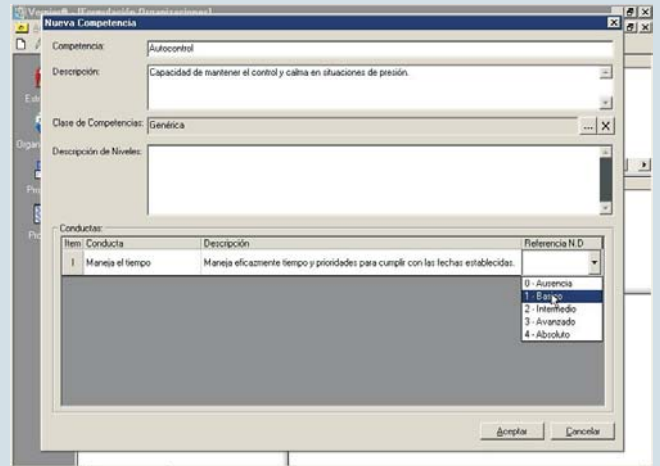 Nueva Competencia
Competencia: Autocontrol
Descripción: Capacidad de mantener el control y calma en situaciones de presión.
Clase de Competencias: Genérica ...
Descripción de Niveles:
Conductas:
Item Conducta Descripción Referencia N.D
1 Maneja el tiempo Maneja eficazmente tiempo y prioridades para cumplir con las fechas establecidas.
0 - Ausencia
1 - Basico
2 - Intermedio
3 - Avanzado
4 - Absoluto
Aceptar Cancelar